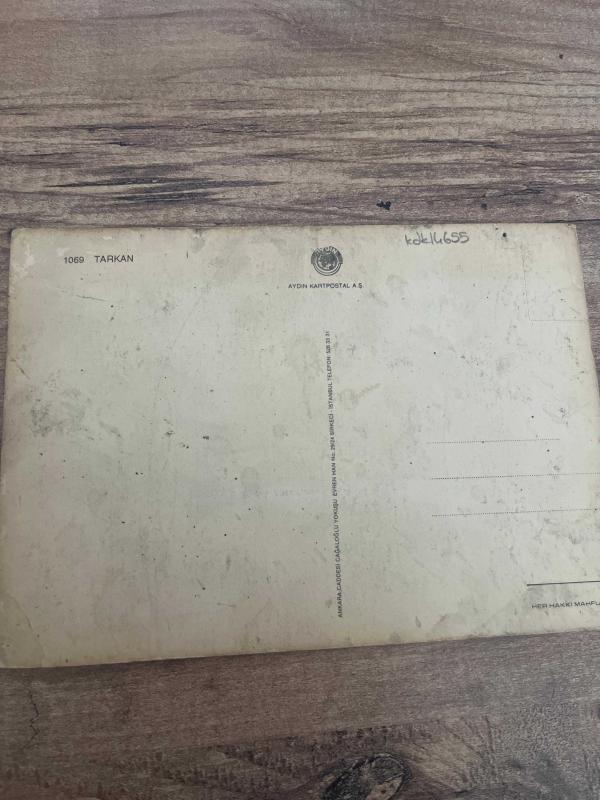 1069 TARKAN
kdk14655
AYDIN KARTPOSTAL A.Ş.
ANKARA CADDESİ CAĞALOĞLU YOKUŞU EVREN HAN No: 29/24 SİRKECİ - İSTANBUL TELEFON: 526 33 31
HER HAKKI MAHFU